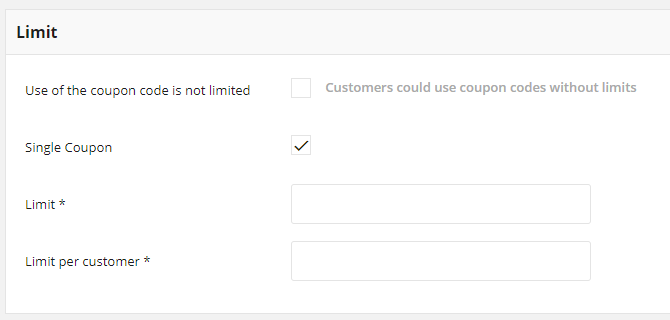 Limit
Use of the coupon code is not limited
Customers could use coupon codes without limits
Single Coupon
Limit *
Limit per customer *